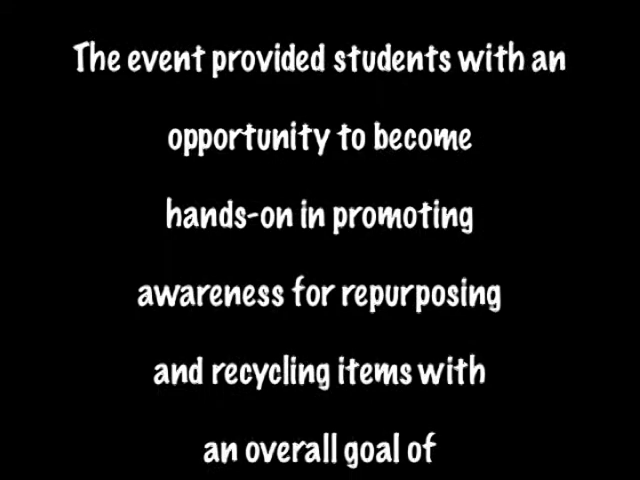 The event provided students with an
opportunity to become
hands-on in promoting
awareness for repurposing
and recycling items with
an overall goal of